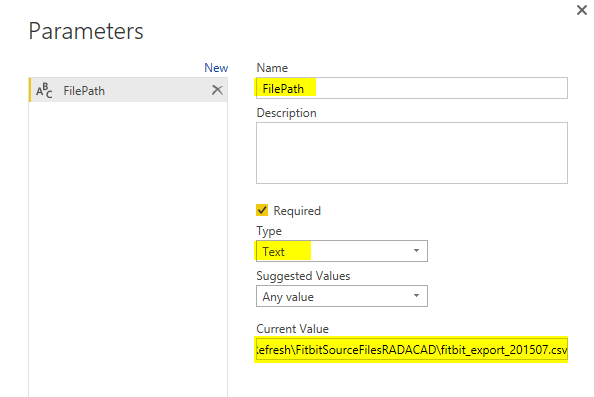 Parameters
New
ABC FilePath
Name
FilePath
Description
Required
Type
Text
Suggested Values
Any value
Current Value
efresh\FitbitSourceFilesRADACAD\fitbit_export_201507.csv